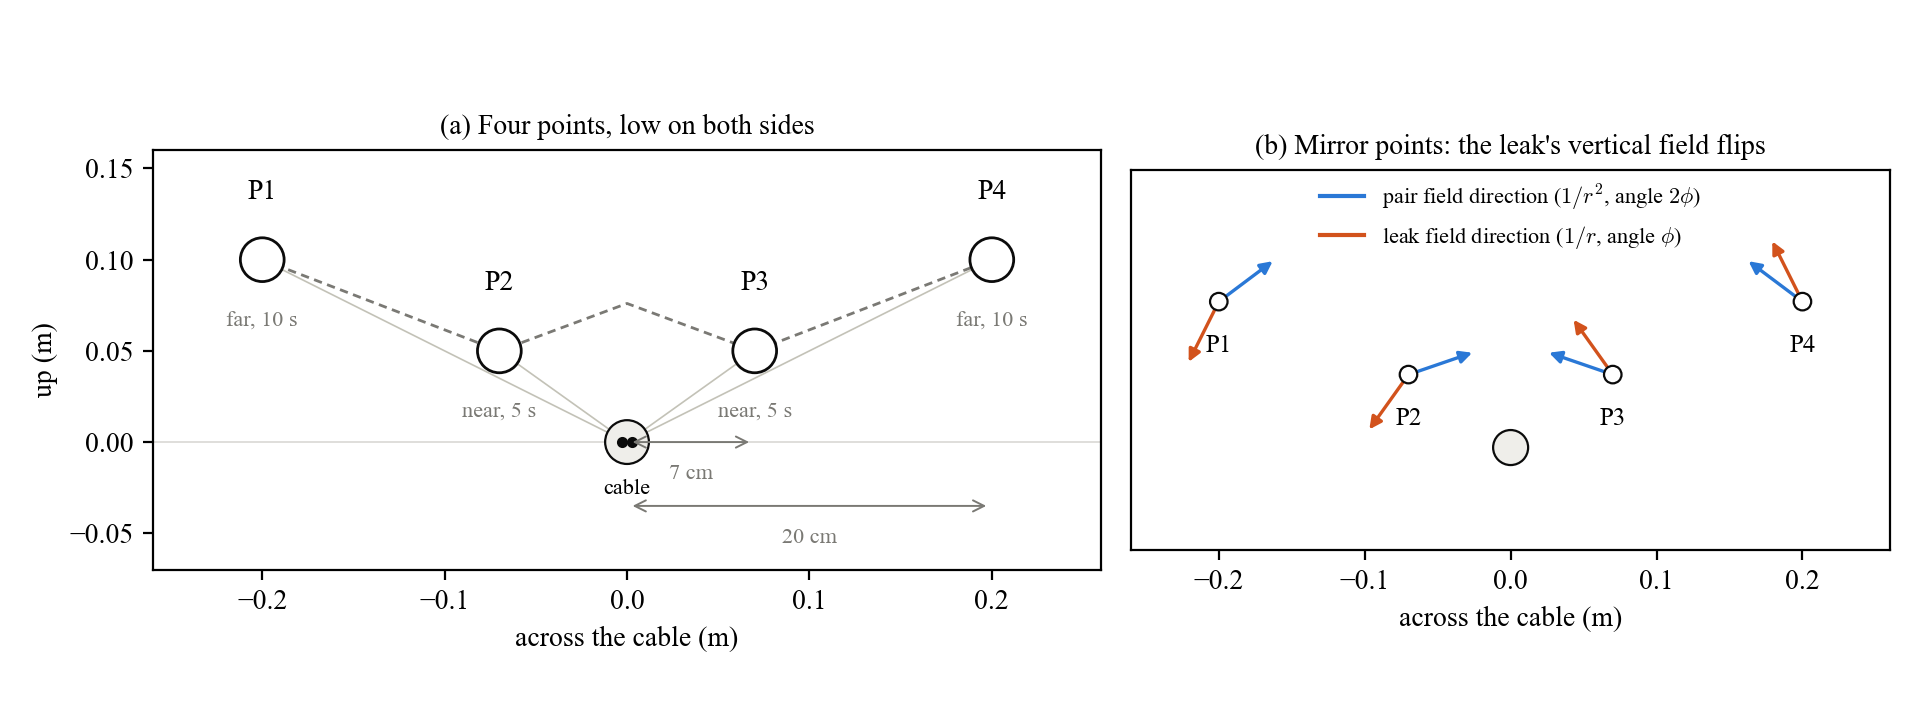 (a) Four points, low on both sides
up (m)
0.15
0.10
0.05
0.00
−0.05
P1
P4
P2
P3
far, 10 s
far, 10 s
near, 5 s
near, 5 s
7 cm
cable
20 cm
−0.2
−0.1
0.0
0.1
0.2
across the cable (m)
(b) Mirror points: the leak's vertical field flips
pair field direction (1/r², angle 2ϕ)
leak field direction (1/r, angle ϕ)
P1
P4
P2
P3
−0.2
−0.1
0.0
0.1
0.2
across the cable (m)